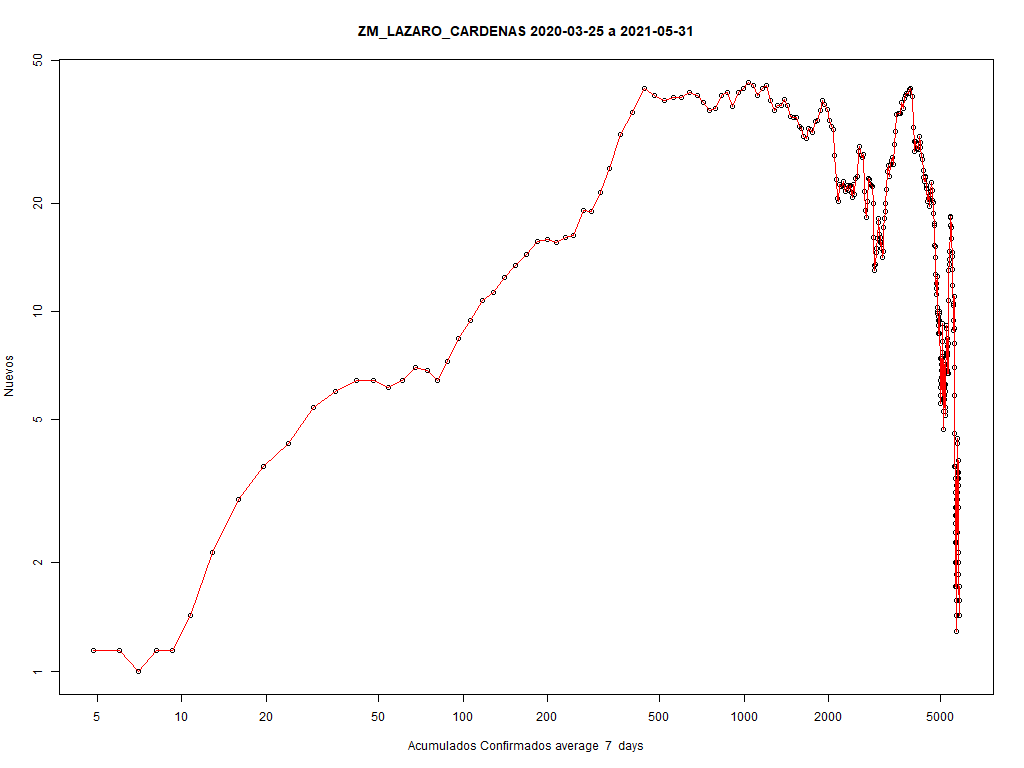 ZM_LAZARO_CARDENAS 2020-03-25 a 2021-05-31
Nuevos
50
20
10
5
2
1
5 10 20 50 100 200 500 1000 2000 5000
Acumulados Confirmados average 7 days